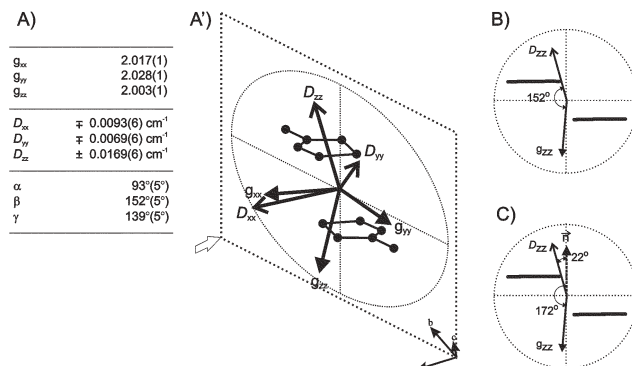 A)
gxx 2.017(1)
gyy 2.028(1)
gzz 2.003(1)
Dxx ∓ 0.0093(6) cm⁻¹
Dyy ∓ 0.0069(6) cm⁻¹
Dzz ± 0.0169(6) cm⁻¹
α 93°(5°)
β 152°(5°)
γ 139°(5°)
A')
Dzz
Dyy
gxx
Dxx
gyy
gzz
b
c
B)
Dzz
152°
gzz
C)
n
Dzz
22°
172°
gzz